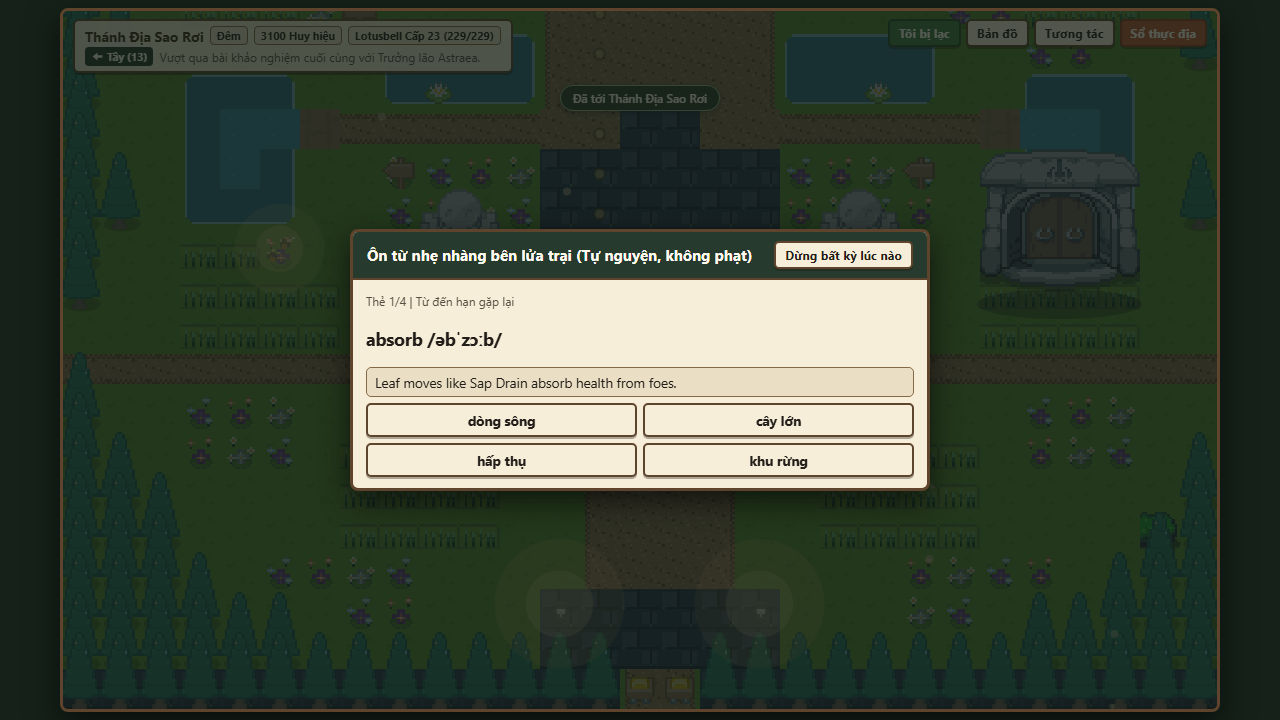 Thánh Địa Sao Rơi Đêm 3100 Huy hiệu Lotusbell Cấp 23 (229/229)
← Tây (13) Vượt qua bài khảo nghiệm cuối cùng với Trưởng lão Astraea.
Tôi bị lạc Bản đồ Tương tác Sổ thực địa
Đã tới Thánh Địa Sao Rơi
Ôn từ nhẹ nhàng bên lửa trại (Tự nguyện, không phạt) Dừng bất kỳ lúc nào
Thẻ 1/4 | Từ đến hạn gặp lại
absorb /əbˈzɔːb/
Leaf moves like Sap Drain absorb health from foes.
dòng sông cây lớn
hấp thụ khu rừng